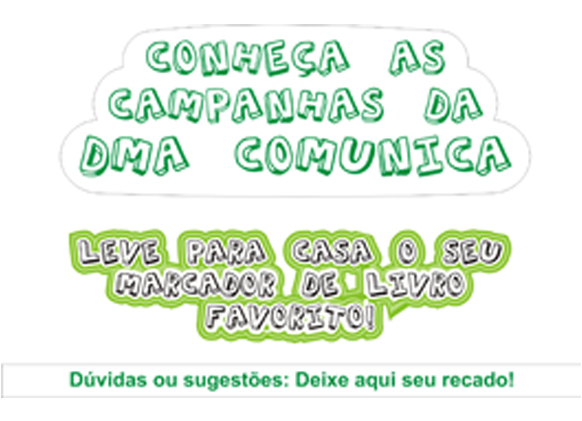 CONHEÇA AS
CAMPANHAS DA
DMA COMUNICA
LEVE PARA CASA O SEU
MARCADOR DE LIVRO
FAVORITO!
Dúvidas ou sugestões: Deixe aqui seu recado!